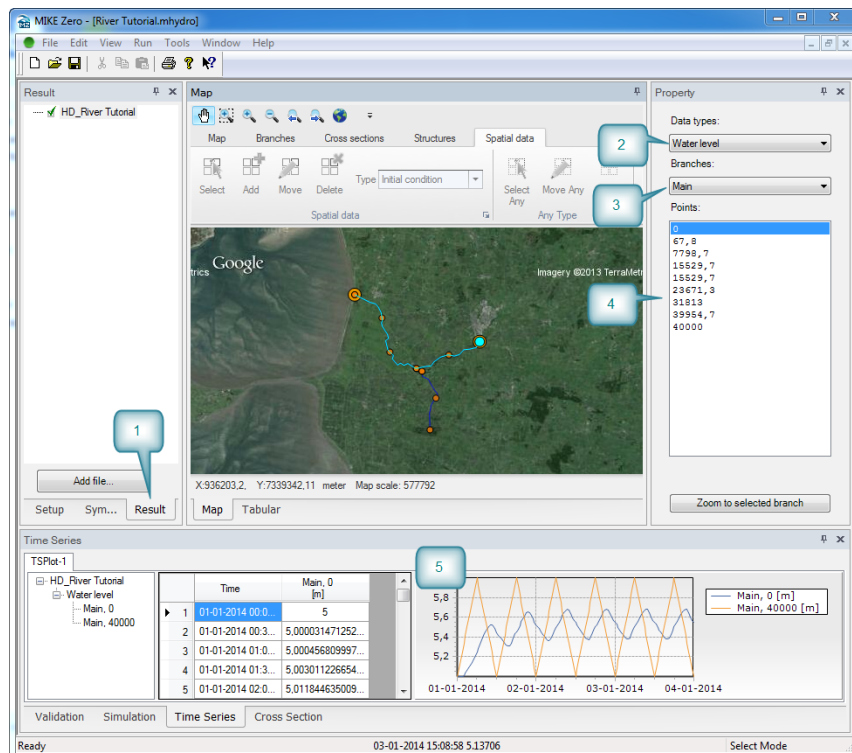 MIKE Zero - [River Tutorial.mhydro]
File Edit View Run Tools Window Help
Result
HD_River Tutorial
Add file...
Setup Sym... Result
1
Map
Map Branches Cross sections Structures Spatial data
Select Add Move Delete Type Initial condition Select Any Move Any
Spatial data Any Type
trics Google Imagery ©2013 TerraMetri
X:936203,2, Y:7339342,11 meter Map scale: 577792
Map Tabular
Property
Data types:
2
Water level
Branches:
3
Main
Points:
0
67,8
7798,7
15529,7
15529,7
23671,3
31813
39954,7
40000
4
Zoom to selected branch
Time Series
TSPlot-1
HD_River Tutorial
Water level
Main, 0
Main, 40000
Time Main, 0 [m]
1 01-01-2014 00:0... 5
2 01-01-2014 00:3... 5,000031471252...
3 01-01-2014 01:0... 5,000456809997...
4 01-01-2014 01:3... 5,003011226654...
5 01-01-2014 02:0... 5,011844635009...
5
5,8
5,6
5,4
5,2
01-01-2014 02-01-2014 03-01-2014 04-01-2014
Main, 0 [m]
Main, 40000 [m]
Validation Simulation Time Series Cross Section
Ready 03-01-2014 15:08:58 5.13706 Select Mode